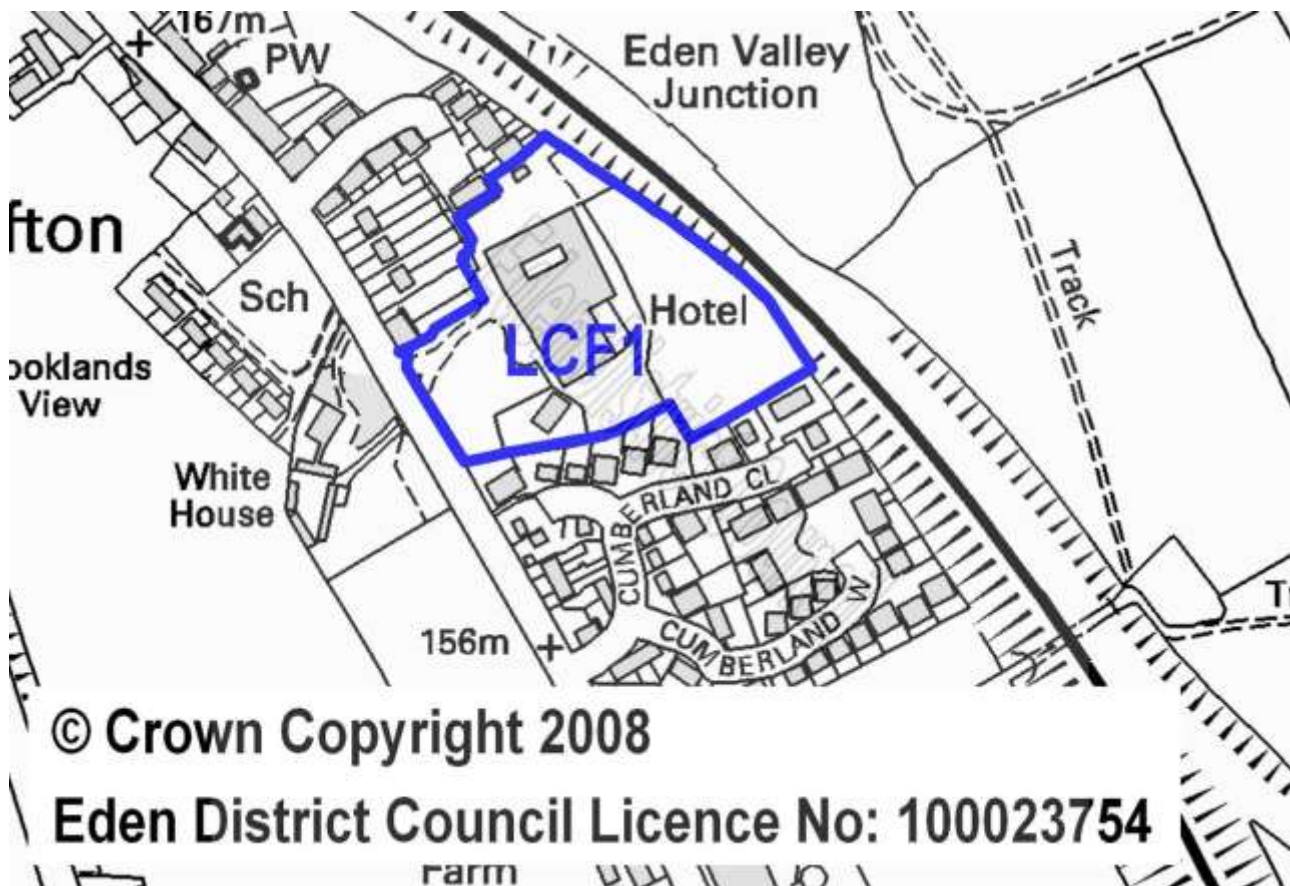 167m
PW
Eden Valley
Junction
fton
Sch
Hotel
Track
LCF1
ooklands
View
White
House
CUMBERLAND CL
CUMBERLAND W
156m
Tr
© Crown Copyright 2008
Eden District Council Licence No: 100023754
Farm